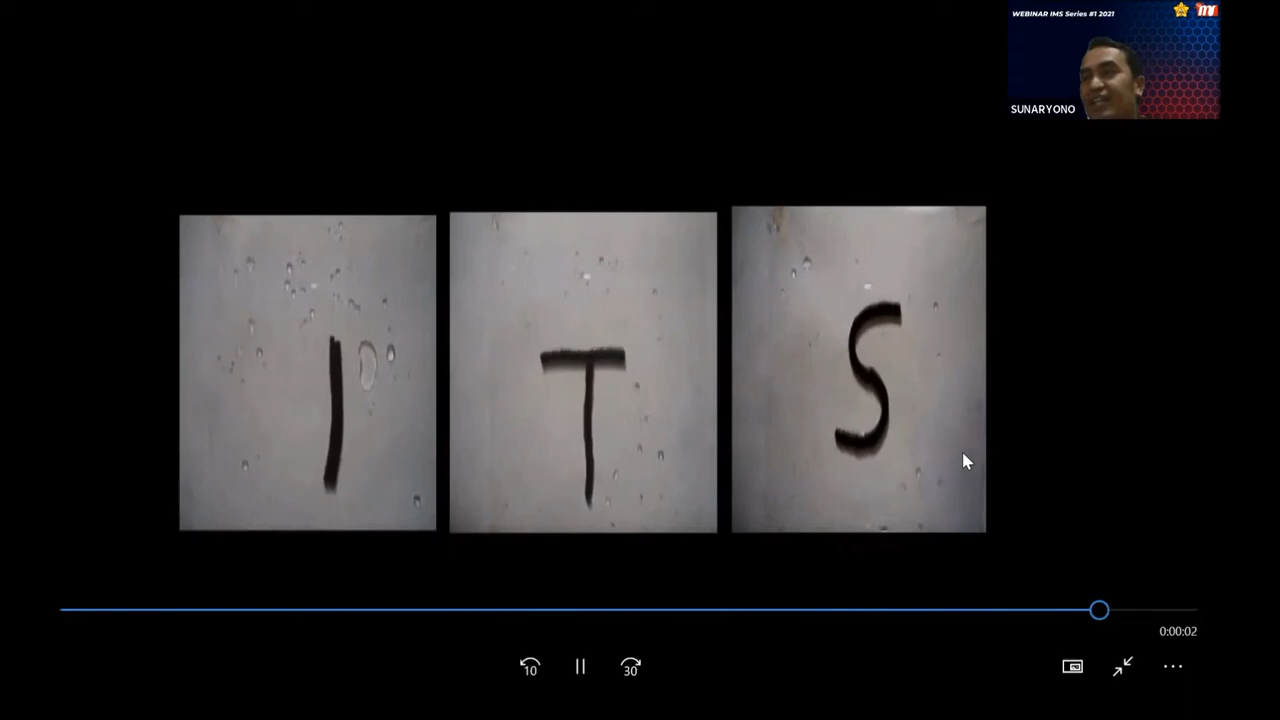 WEBINAR IMS Series #1 2021
SUNARYONO
I T S
0:00:02
10
30